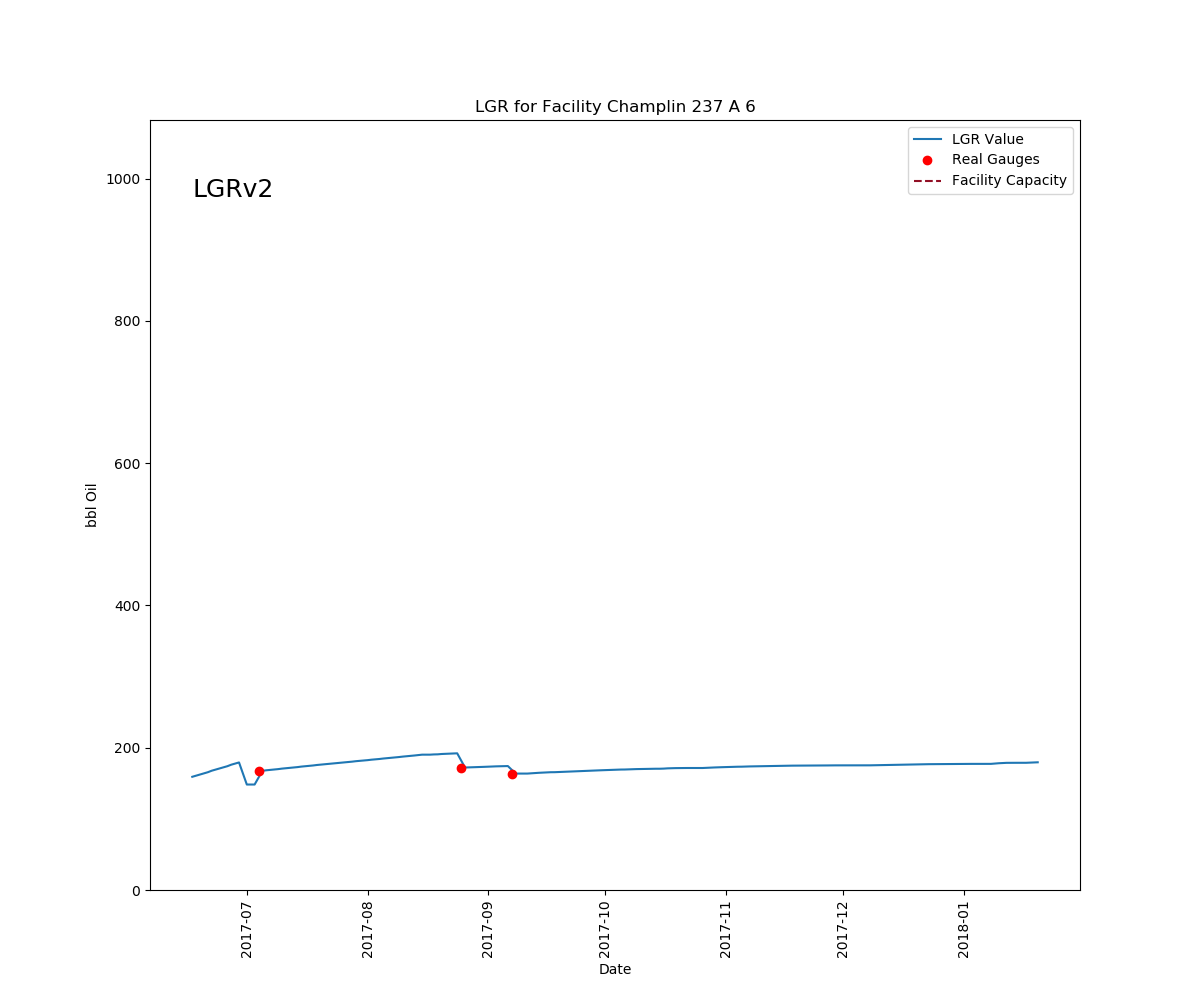 LGR for Facility Champlin 237 A 6
LGRv2
LGR Value
Real Gauges
Facility Capacity
bbl Oil
1000
800
600
400
200
0
2017-07
2017-08
2017-09
2017-10
2017-11
2017-12
2018-01
Date